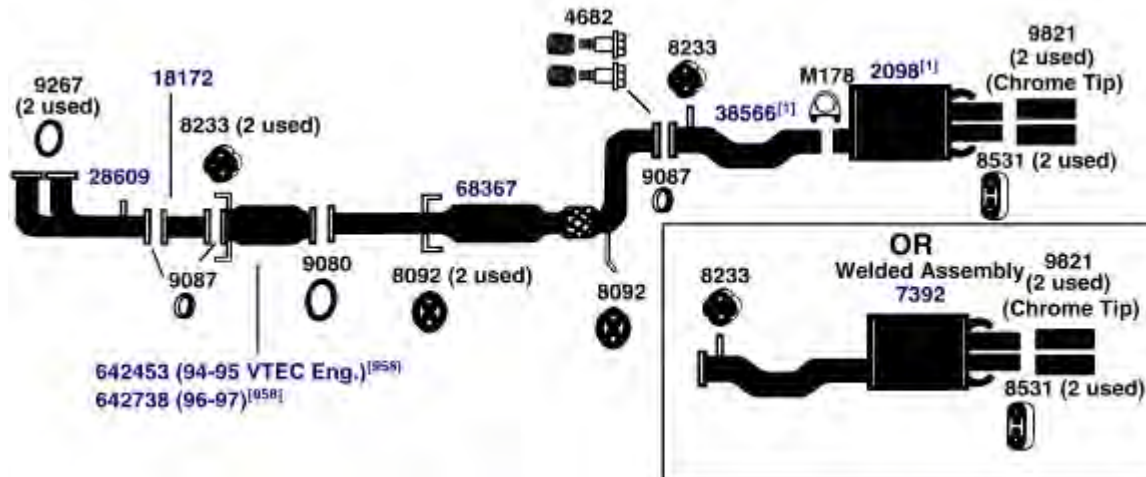 4682
8233
9821
(2 used)
(Chrome Tip)
M178
2098[1]
38566[1]
9267
(2 used)
18172
8233 (2 used)
28609
68367
9087
8531 (2 used)
9087
9080
8092 (2 used)
8092
642453 (94-95 VTEC Eng.)[958]
642738 (96-97)[958]
OR
Welded Assembly
7392
8233
9821
(2 used)
(Chrome Tip)
8531 (2 used)